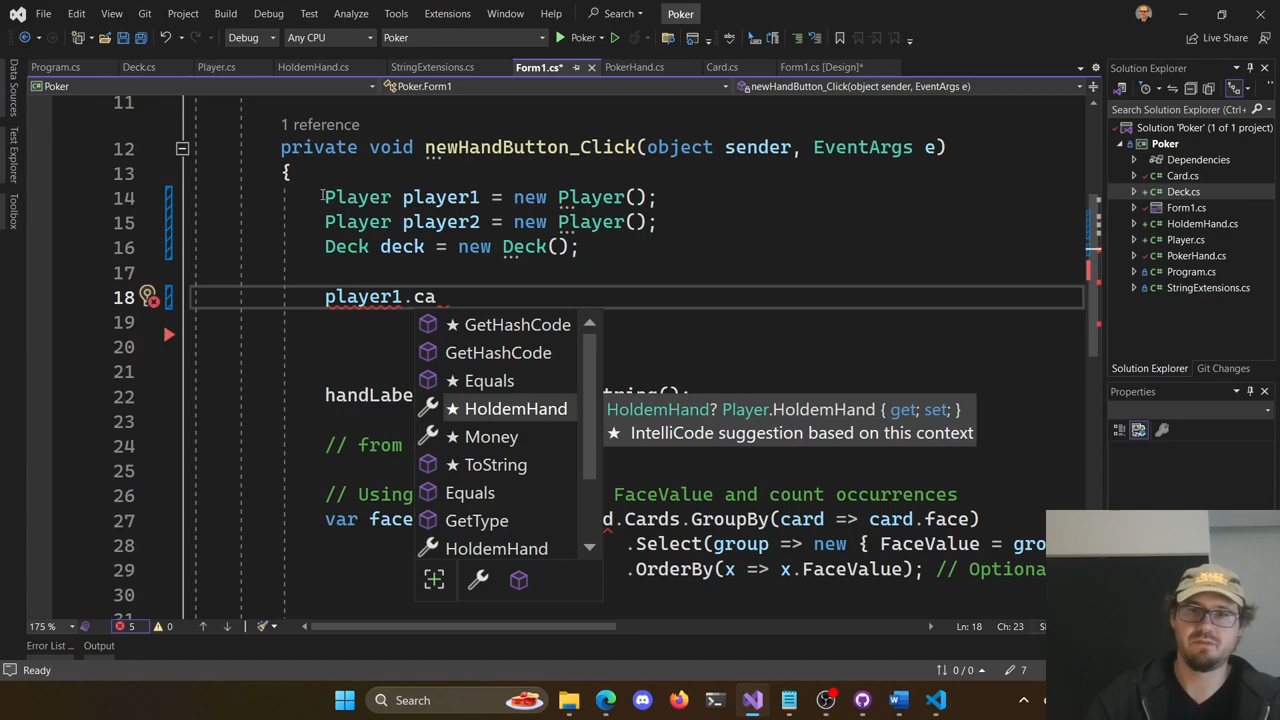 File Edit View Git Project Build Debug Test Analyze Tools Extensions Window Help Search Poker
Debug Any CPU Poker Poker Live Share
Program.cs Deck.cs Player.cs HoldemHand.cs StringExtensions.cs Form1.cs* PokerHand.cs Card.cs Form1.cs [Design]*
Poker Poker.Form1 newHandButton_Click(object sender, EventArgs e)
11
1 reference
12 private void newHandButton_Click(object sender, EventArgs e)
13 {
14 Player player1 = new Player();
15 Player player2 = new Player();
16 Deck deck = new Deck();
17
18 player1.ca
19
20
21
22 handLabe string();
23
24 // from
25
26 // Using FaceValue and count occurrences
27 var face d.Cards.GroupBy(card => card.face)
28 .Select(group => new { FaceValue = gro
29 .OrderBy(x => x.FaceValue); // Optiona
30
★ GetHashCode
GetHashCode
★ Equals
★ HoldemHand
★ Money
★ ToString
Equals
GetType
HoldemHand
HoldemHand? Player.HoldemHand { get; set; }
★ IntelliCode suggestion based on this context
175 % 5 0 Ln: 18 Ch: 23
Error List ... Output
Ready 0 / 0 7
Data Sources
Test Explorer
Toolbox
Solution Explorer
Search Solution Explorer (Ctrl+
Solution 'Poker' (1 of 1 project)
Poker
Dependencies
Card.cs
Deck.cs
Form1.cs
HoldemHand.cs
Player.cs
PokerHand.cs
Program.cs
StringExtensions.cs
Solution Explorer Git Changes
Properties
Search